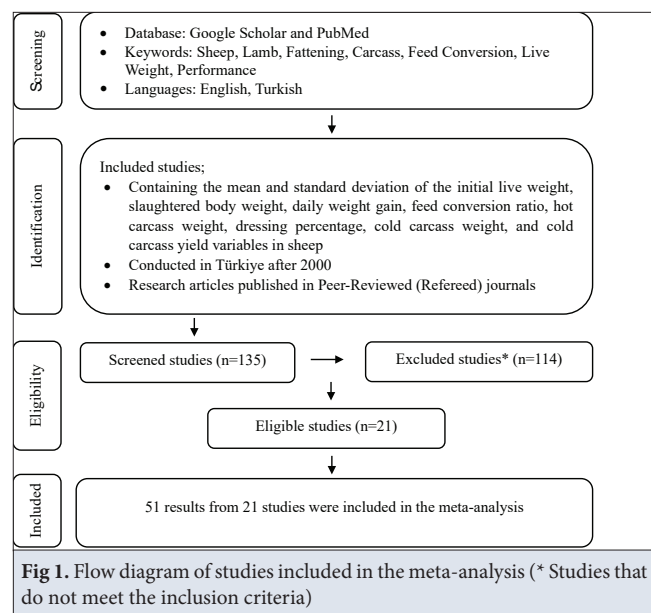 Screening
• Database: Google Scholar and PubMed
• Keywords: Sheep, Lamb, Fattening, Carcass, Feed Conversion, Live
Weight, Performance
• Languages: English, Turkish
Identification
Included studies;
• Containing the mean and standard deviation of the initial live weight,
slaughtered body weight, daily weight gain, feed conversion ratio, hot
carcass weight, dressing percentage, cold carcass weight, and cold
carcass yield variables in sheep
• Conducted in Türkiye after 2000
• Research articles published in Peer-Reviewed (Refereed) journals
Eligibility
Screened studies (n=135)
Excluded studies* (n=114)
Eligible studies (n=21)
Included
51 results from 21 studies were included in the meta-analysis
Fig 1. Flow diagram of studies included in the meta-analysis (* Studies that
do not meet the inclusion criteria)